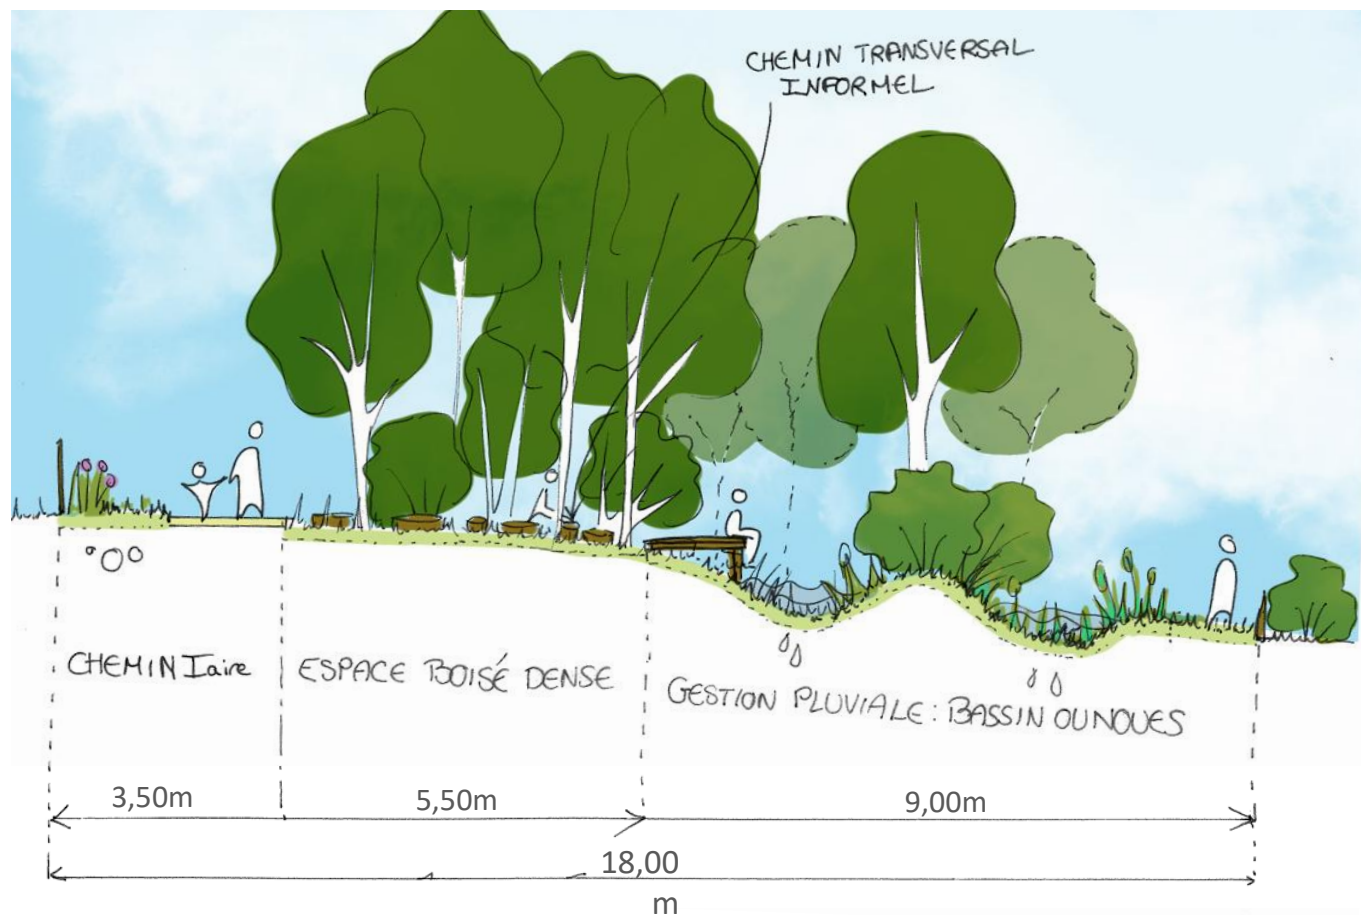 CHEMIN TRANSVERSAL
INFORMEL
CHEMIN Iaire
ESPACE BOISÉ DENSE
GESTION PLUVIALE : BASSIN OU NOUES
3,50m
5,50m
9,00m
18,00
m